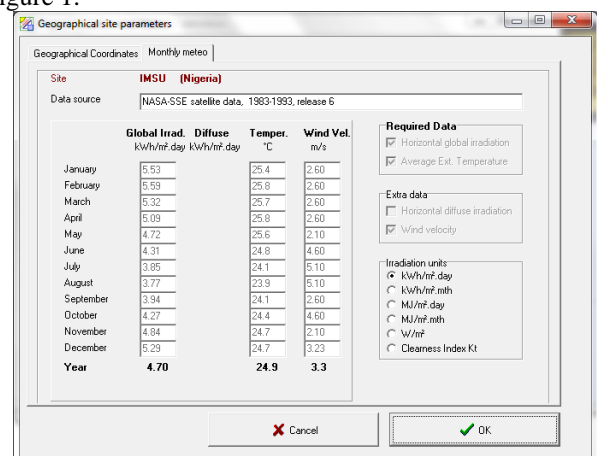 igure 1.
Geographical site parameters
Geographical Coordinates Monthly meteo
Site IMSU (Nigeria)
Data source NASA-SSE satellite data, 1983-1993, release 6
Global Irrad. Diffuse Temper. Wind Vel.
kWh/m².day kWh/m².day °C m/s
January 5.53 25.4 2.60
February 5.59 25.8 2.60
March 5.32 25.7 2.60
April 5.09 25.8 2.60
May 4.72 25.6 2.10
June 4.31 24.8 4.60
July 3.85 24.1 5.10
August 3.77 23.9 5.10
September 3.94 24.1 2.60
October 4.27 24.4 4.60
November 4.84 24.7 2.10
December 5.29 24.7 3.23
Year 4.70 24.9 3.3
Required Data
Horizontal global irradiation
Average Ext. Temperature
Extra data
Horizontal diffuse irradiation
Wind velocity
Irradiation units
kWh/m².day
kWh/m².mth
MJ/m².day
MJ/m².mth
W/m²
Clearness Index Kt
Cancel
OK